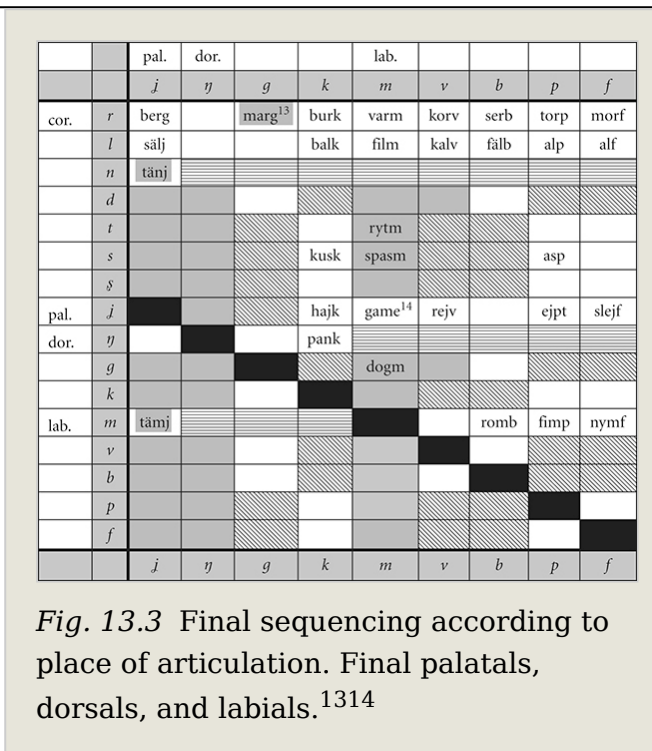 pal. dor. lab.
j ŋ g k m v b p f
cor. r berg marg¹³ burk varm korv serb torp morf
l sälj balk film kalv fälb alp alf
n tänj
d
t rytm
s kusk spasm asp
ʂ
pal. j hajk game¹⁴ rejv ejpt slejf
dor. ŋ pank
g dogm
k
lab. m tämj romb fimp nymf
v
b
p
f
j ŋ g k m v b p f
Fig. 13.3 Final sequencing according to
place of articulation. Final palatals,
dorsals, and labials.¹³¹⁴